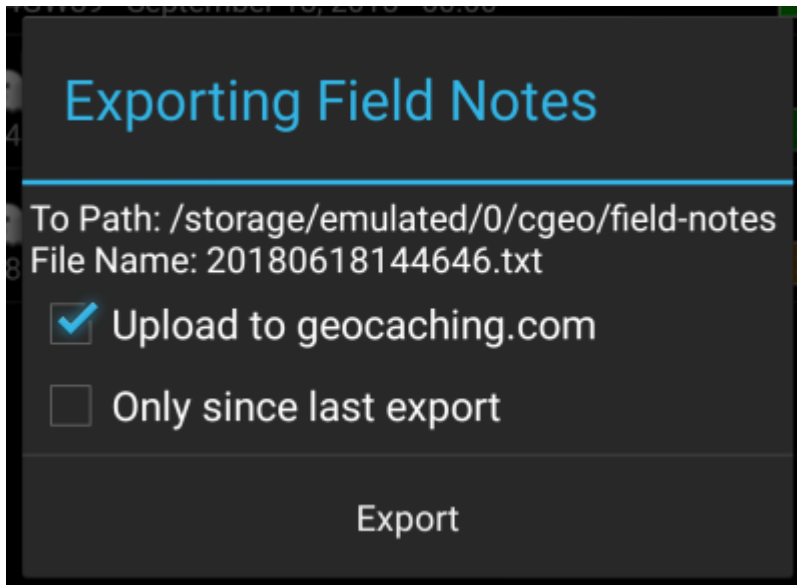 Exporting Field Notes
To Path: /storage/emulated/0/cgeo/field-notes
File Name: 20180618144646.txt
Upload to geocaching.com
Only since last export
Export